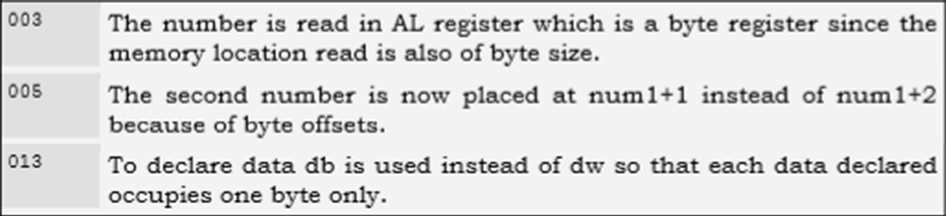 003 The number is read in AL register which is a byte register since the
memory location read is also of byte size.
005 The second number is now placed at num1+1 instead of num1+2
because of byte offsets.
013 To declare data db is used instead of dw so that each data declared
occupies one byte only.